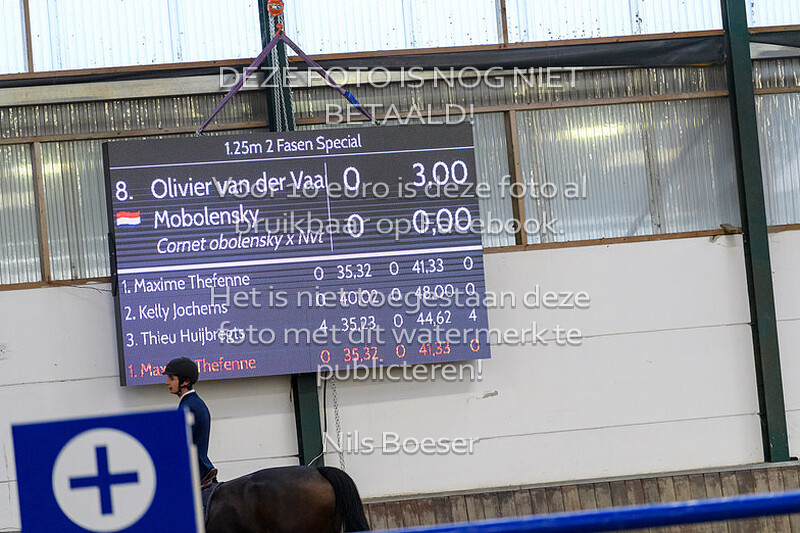 DEZE FOTO IS NOG NIET
BETAALD!
1.25m 2 Fasen Special
8. Olivier van der Vaal 0 3,00
Voor 10 euro is deze foto al
Mobolensky 0 0,00
bruikbaar op facebook
Cornet obolensky x Nvt
1. Maxime Thefenne 0 35,32 0 41,33 0
2. Kelly Jochems 0 40,02 0 48,00 0
Het is niet toegestaan deze
3. Thieu Huijbregts 4 35,23 0 44,62 4
foto met dit watermerk te
1. Maxime Thefenne 0 35,32 0 41,33 0
publiceren!
Nils Boeser